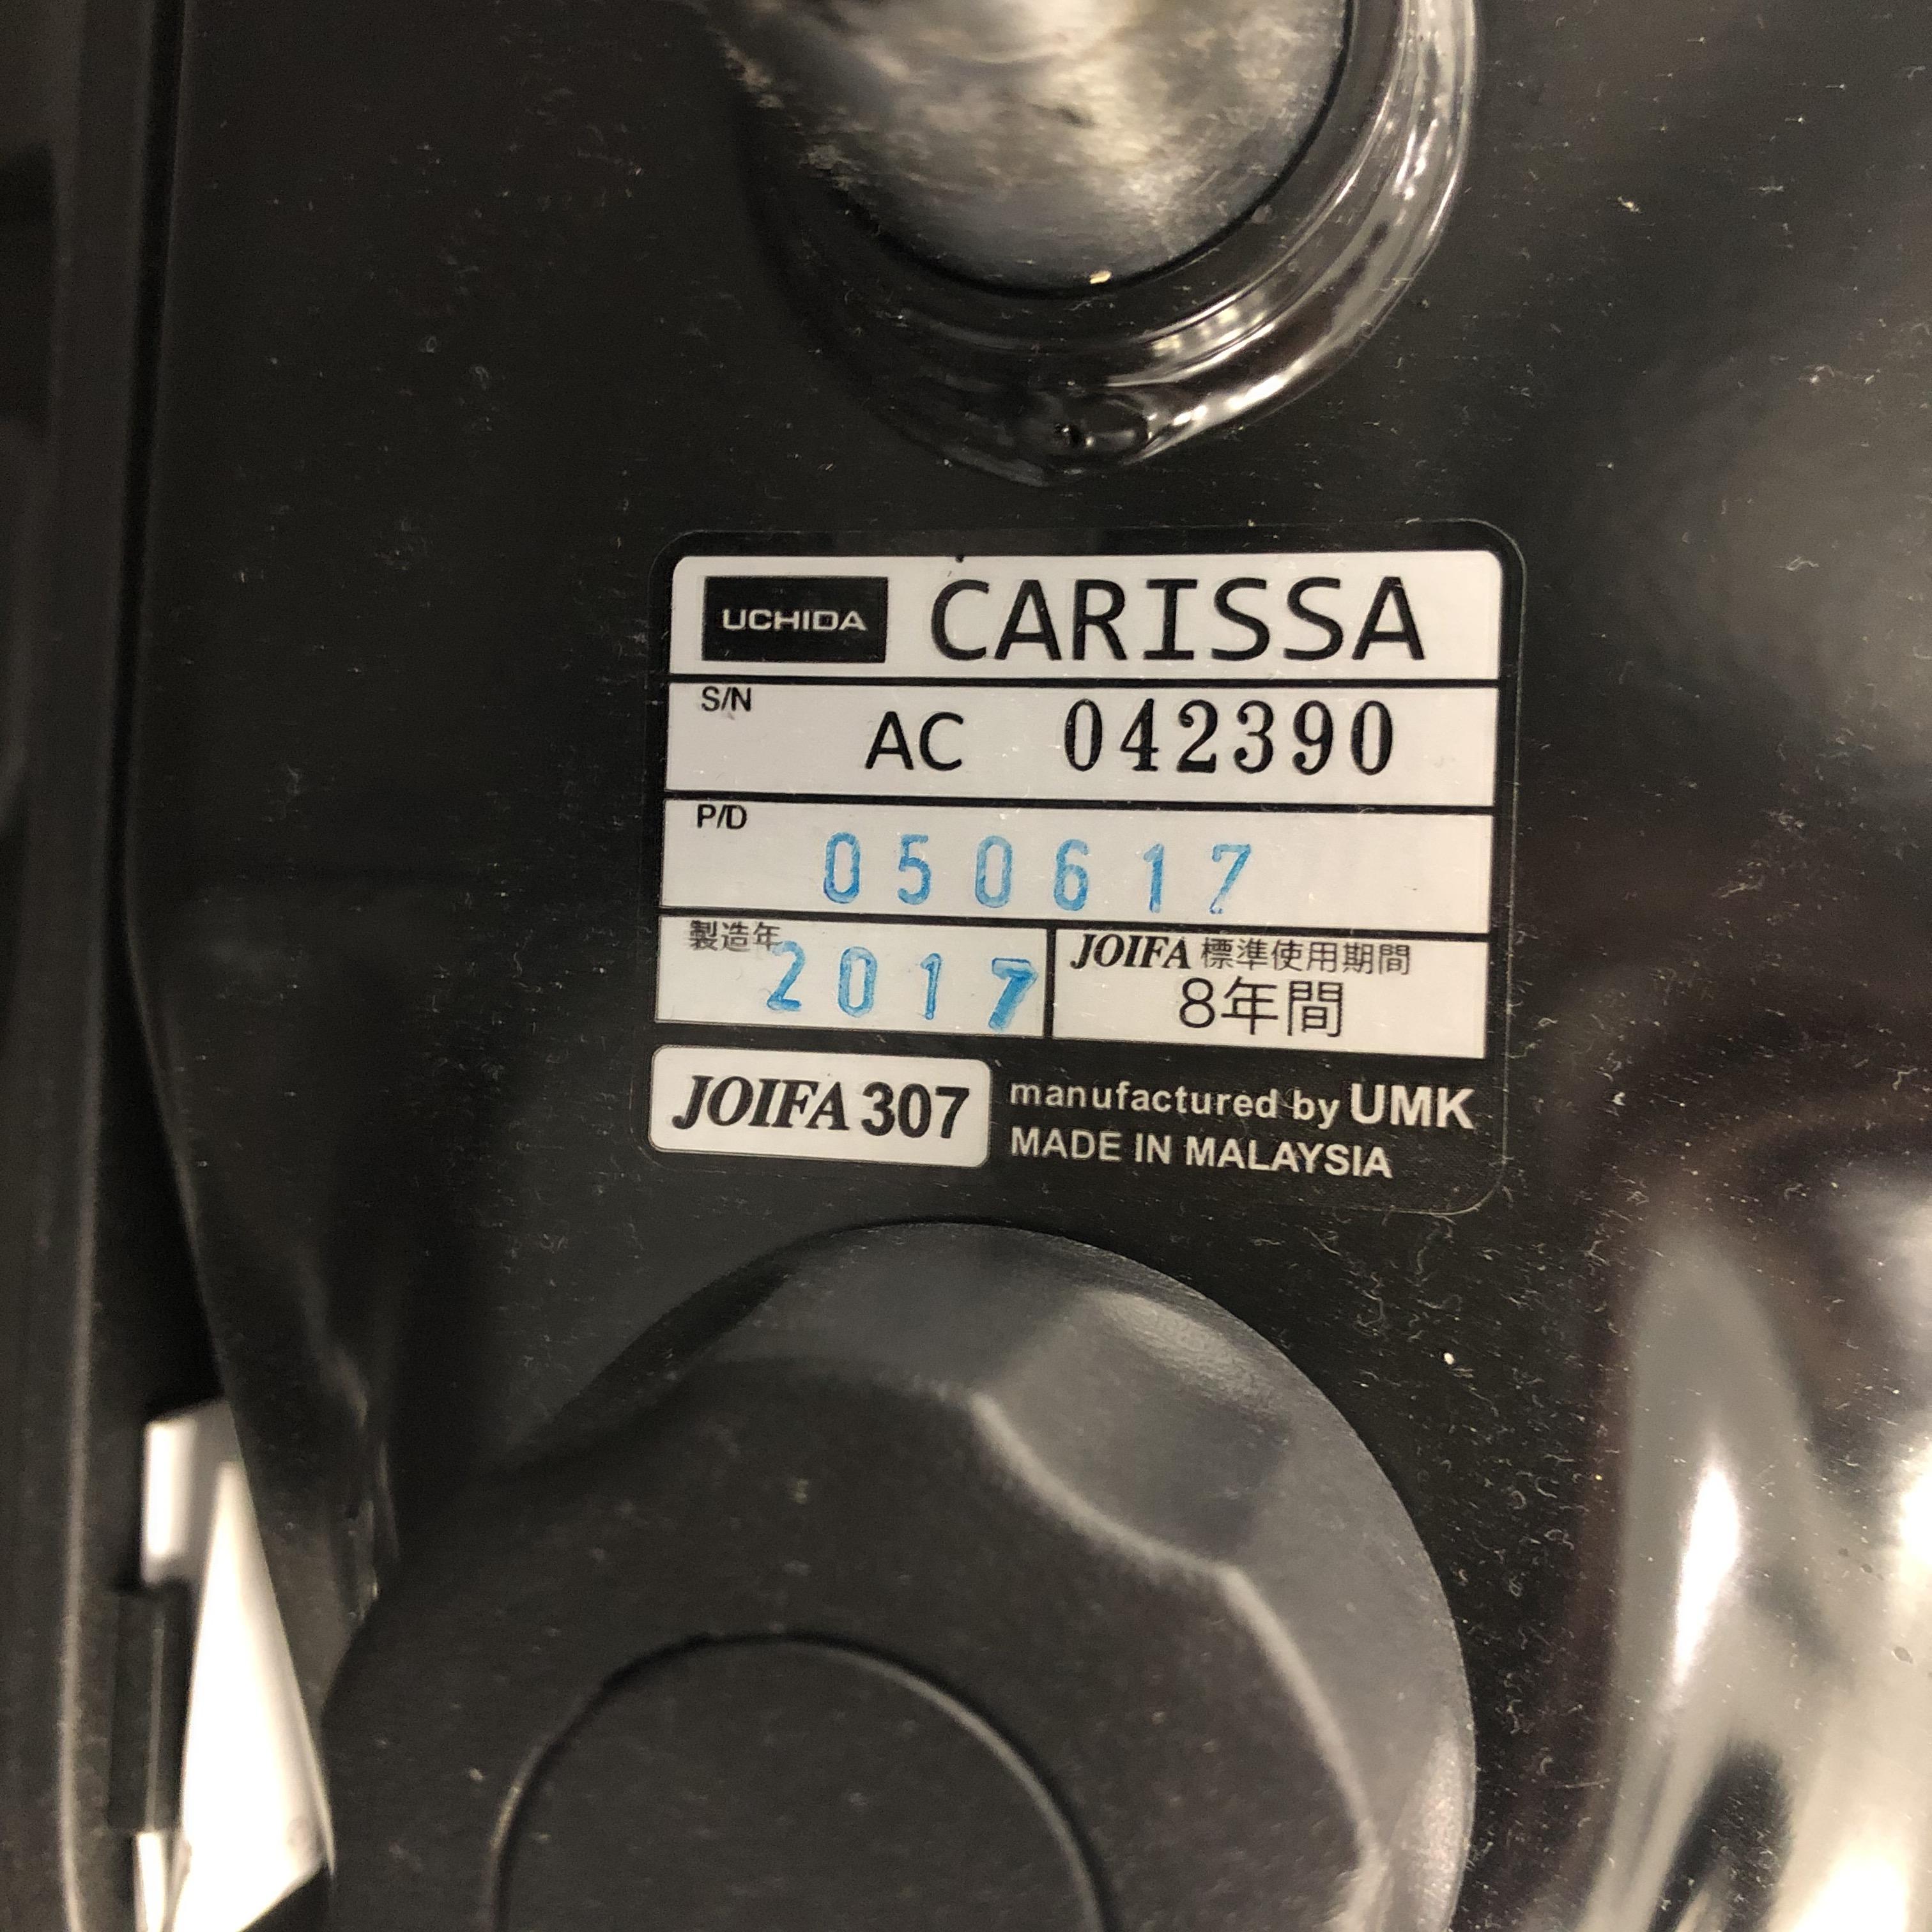 UCHIDA CARISSA
S/N AC 042390
P/D 050617
製造年 2017
JOIFA 標準使用期間
8年間
JOIFA 307
manufactured by UMK
MADE IN MALAYSIA